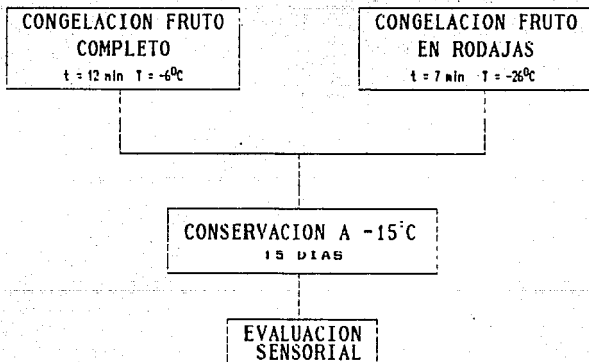 CONGELACION FRUTO
COMPLETO
t = 12 min T = -6ºC
CONGELACION FRUTO
EN RODAJAS
t = 7 min T = -26ºC
CONSERVACION A -15ºC
15 DIAS
EVALUACION
SENSORIAL